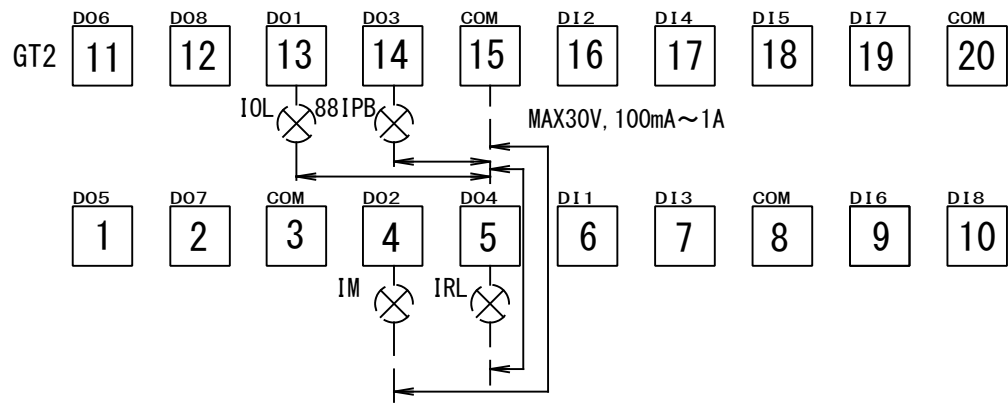 DO6 DO8 DO1 DO3 COM DI2 DI4 DI5 DI7 COM
GT2 11 12 13 14 15 16 17 18 19 20
IOL 88IPB MAX30V, 100mA～1A
DO5 DO7 COM DO2 DO4 DI1 DI3 COM DI6 DI8
1 2 3 4 5 6 7 8 9 10
IM IRL